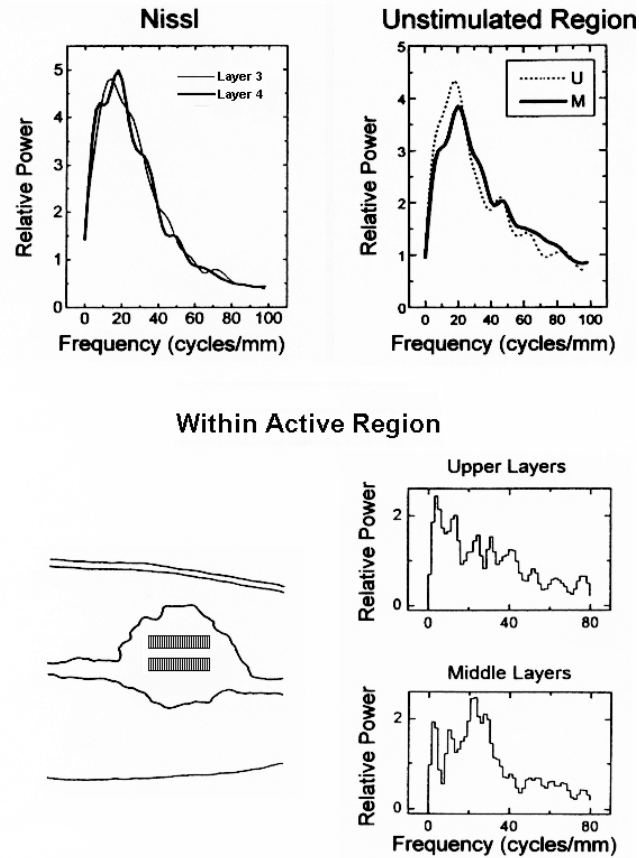 Nissl
Relative Power
5
4
3
2
1
0
Layer 3
Layer 4
0 20 40 60 80 100
Frequency (cycles/mm)
Unstimulated Region
Relative Power
5
4
3
2
1
0
U
M
0 20 40 60 80 100
Frequency (cycles/mm)
Within Active Region
Upper Layers
Relative Power
2
0
0 40 80
Middle Layers
Relative Power
2
0
0 40 80
Frequency (cycles/mm)